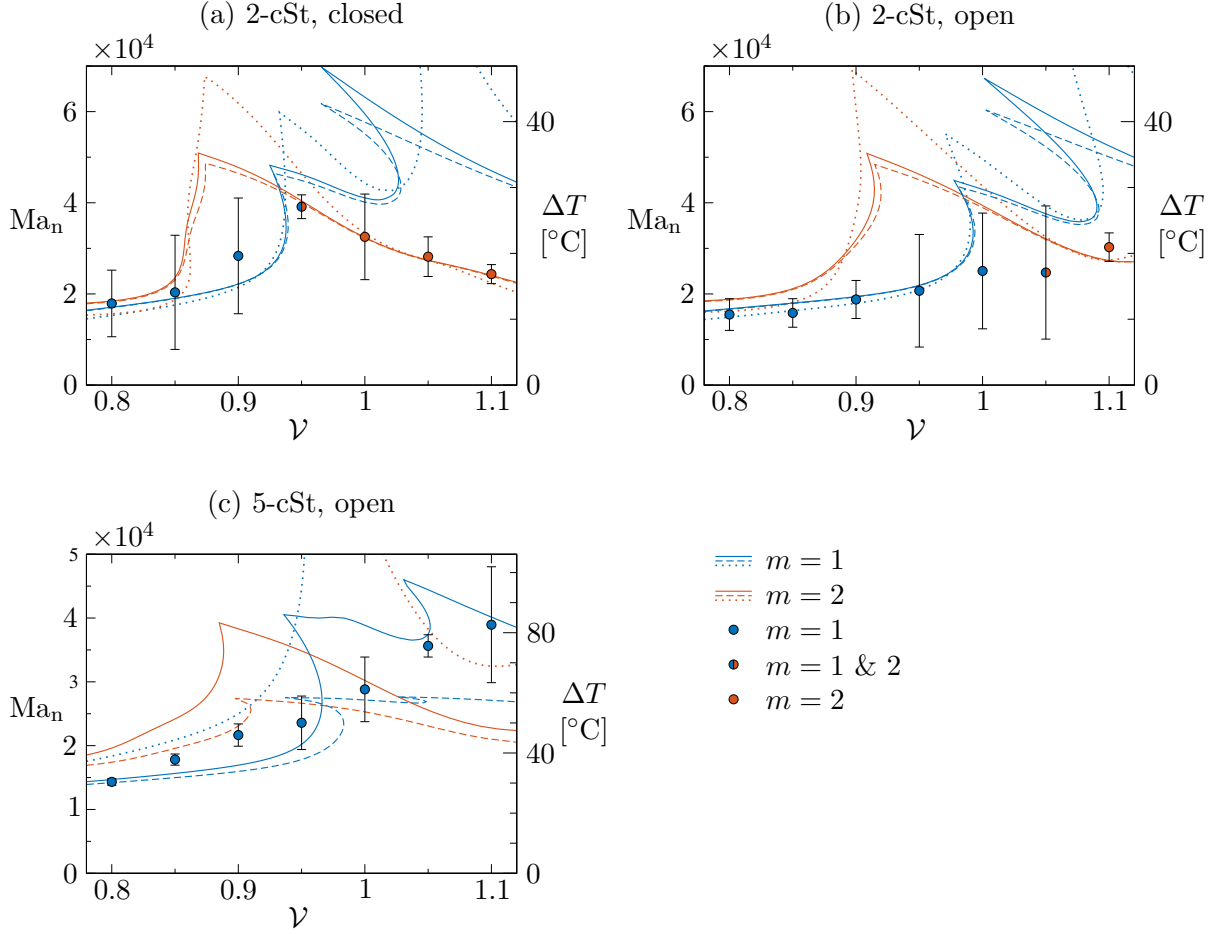 (a) 2-cSt, closed
×10⁴
6
4
2
0
Maₙ
40
0
ΔT
[°C]
0.8 0.9 1 1.1
𝒱
(b) 2-cSt, open
×10⁴
6
4
2
0
Maₙ
40
0
ΔT
[°C]
0.8 0.9 1 1.1
𝒱
(c) 5-cSt, open
×10⁴
5
4
3
2
1
0
Maₙ
80
40
0
ΔT
[°C]
0.8 0.9 1 1.1
𝒱
m = 1
m = 2
m = 1
m = 1 & 2
m = 2